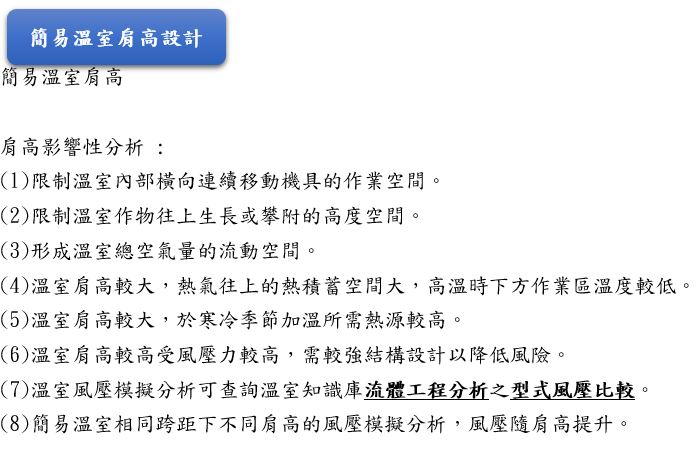 簡易溫室肩高設計
簡易溫室肩高
肩高影響性分析 :
(1)限制溫室內部橫向連續移動機具的作業空間。
(2)限制溫室作物往上生長或攀附的高度空間。
(3)形成溫室總空氣量的流動空間。
(4)溫室肩高較大，熱氣往上的熱積蓄空間大，高溫時下方作業區溫度較低。
(5)溫室肩高較大，於寒冷季節加溫所需熱源較高。
(6)溫室肩高較高受風壓力較高，需較強結構設計以降低風險。
(7)溫室風壓模擬分析可查詢溫室知識庫流體工程分析之型式風壓比較。
(8)簡易溫室相同跨距下不同肩高的風壓模擬分析，風壓隨肩高提升。